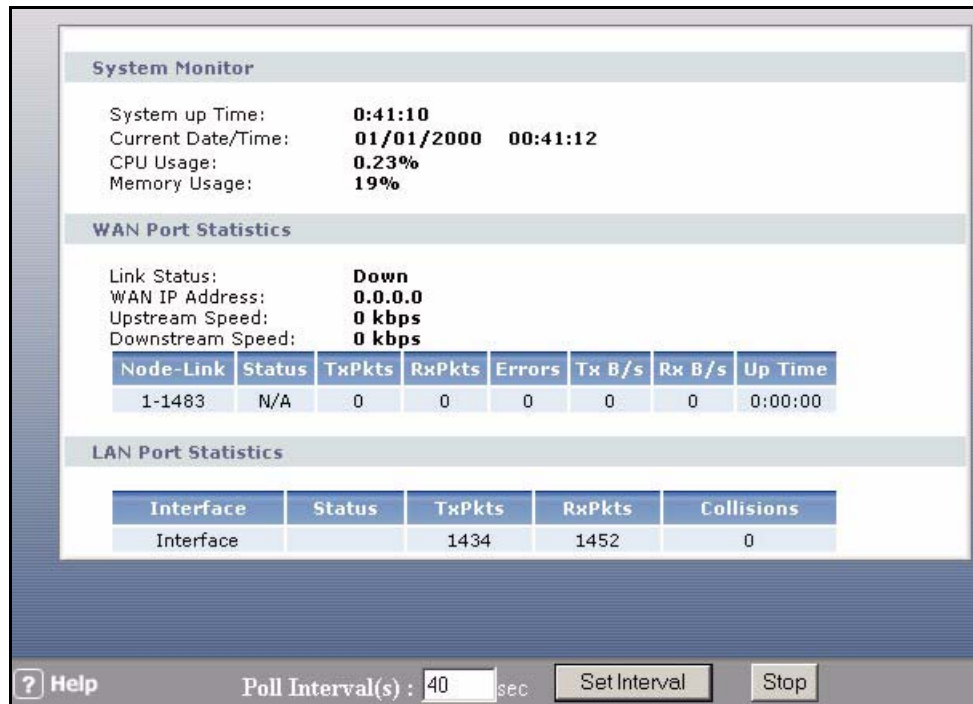 System Monitor
System up Time: 0:41:10
Current Date/Time: 01/01/2000 00:41:12
CPU Usage: 0.23%
Memory Usage: 19%
WAN Port Statistics
Link Status: Down
WAN IP Address: 0.0.0.0
Upstream Speed: 0 kbps
Downstream Speed: 0 kbps
Node-Link Status TxPkts RxPkts Errors Tx B/s Rx B/s Up Time
1-1483 N/A 0 0 0 0 0 0:00:00
LAN Port Statistics
Interface Status TxPkts RxPkts Collisions
Interface 1434 1452 0
? Help Poll Interval(s) : 40 sec Set Interval Stop